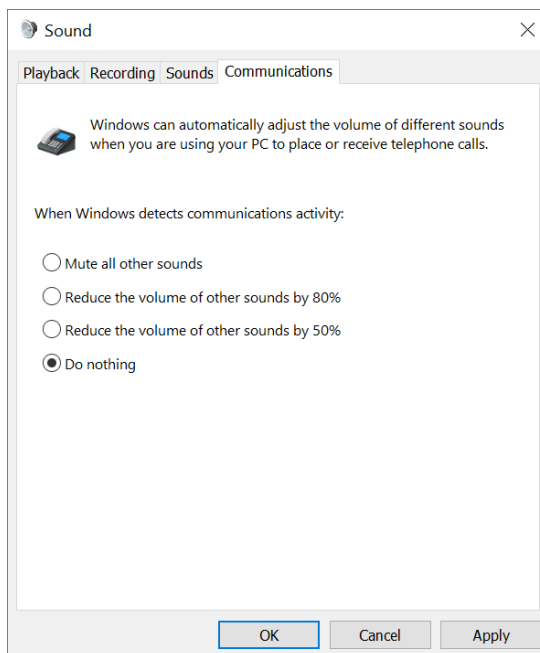 Sound
Playback Recording Sounds Communications
Windows can automatically adjust the volume of different sounds
when you are using your PC to place or receive telephone calls.
When Windows detects communications activity:
Mute all other sounds
Reduce the volume of other sounds by 80%
Reduce the volume of other sounds by 50%
Do nothing
OK Cancel Apply